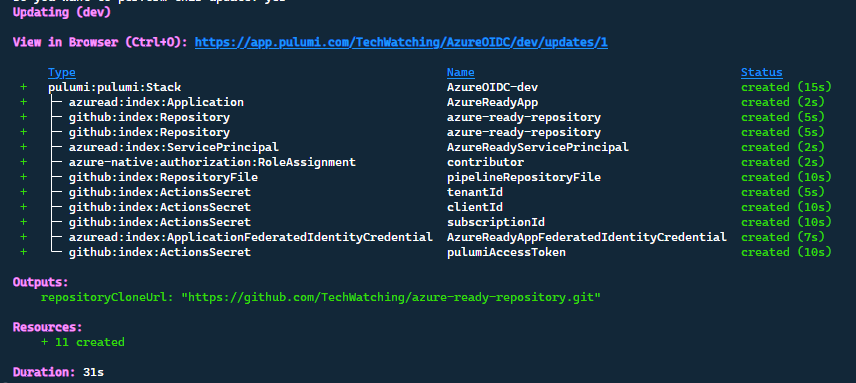 Updating (dev)
View in Browser (Ctrl+O): https://app.pulumi.com/TechWatching/AzureOIDC/dev/updates/1
Type Name Status
+ pulumi:pulumi:Stack AzureOIDC-dev created (15s)
+ ├─ azuread:index:Application AzureReadyApp created (2s)
+ ├─ github:index:Repository azure-ready-repository created (5s)
+ ├─ github:index:Repository azure-ready-repository created (5s)
+ ├─ azuread:index:ServicePrincipal AzureReadyServicePrincipal created (2s)
+ ├─ azure-native:authorization:RoleAssignment contributor created (2s)
+ ├─ github:index:RepositoryFile pipelineRepositoryFile created (10s)
+ ├─ github:index:ActionsSecret tenantId created (5s)
+ ├─ github:index:ActionsSecret clientId created (10s)
+ ├─ github:index:ActionsSecret subscriptionId created (10s)
+ ├─ azuread:index:ApplicationFederatedIdentityCredential AzureReadyAppFederatedIdentityCredential created (7s)
+ └─ github:index:ActionsSecret pulumiAccessToken created (10s)
Outputs:
repositoryCloneUrl: "https://github.com/TechWatching/azure-ready-repository.git"
Resources:
+ 11 created
Duration: 31s